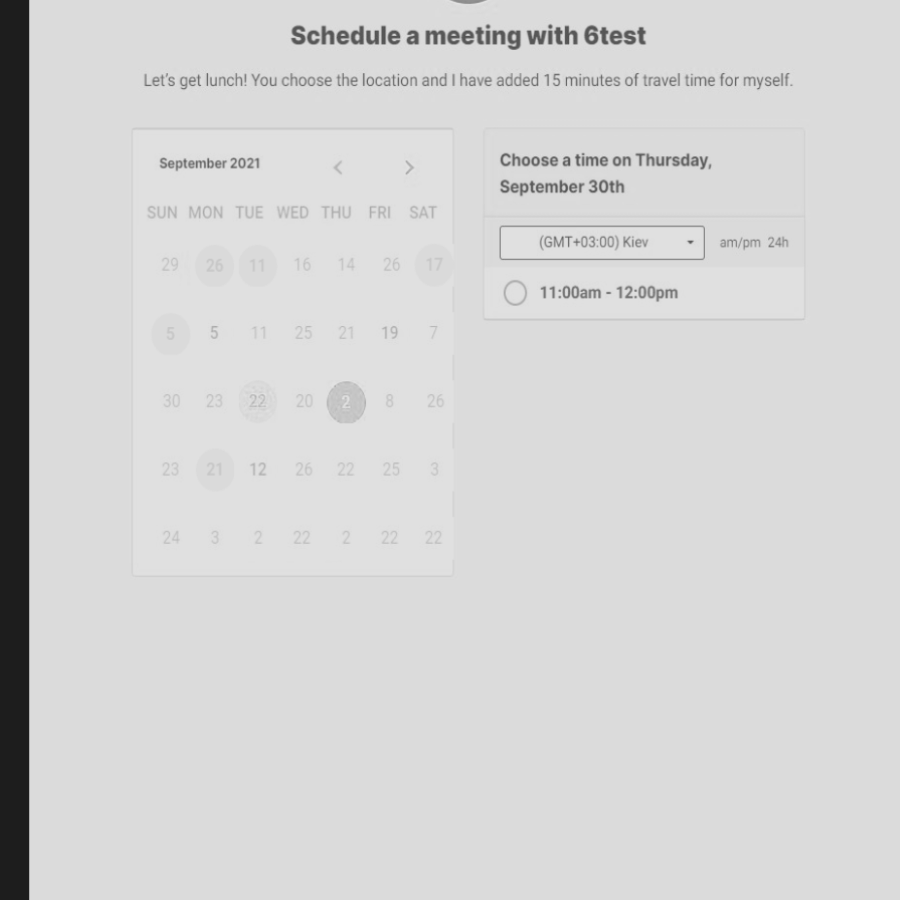 Schedule a meeting with 6test
Let's get lunch! You choose the location and I have added 15 minutes of travel time for myself.
September 2021
SUN MON TUE WED THU FRI SAT
29 26 11 16 14 26 17
5 5 11 25 21 19 7
30 23 22 20 2 8 26
23 21 12 26 22 25 3
24 3 2 22 2 22 22
Choose a time on Thursday,
September 30th
(GMT+03:00) Kiev am/pm 24h
11:00am - 12:00pm